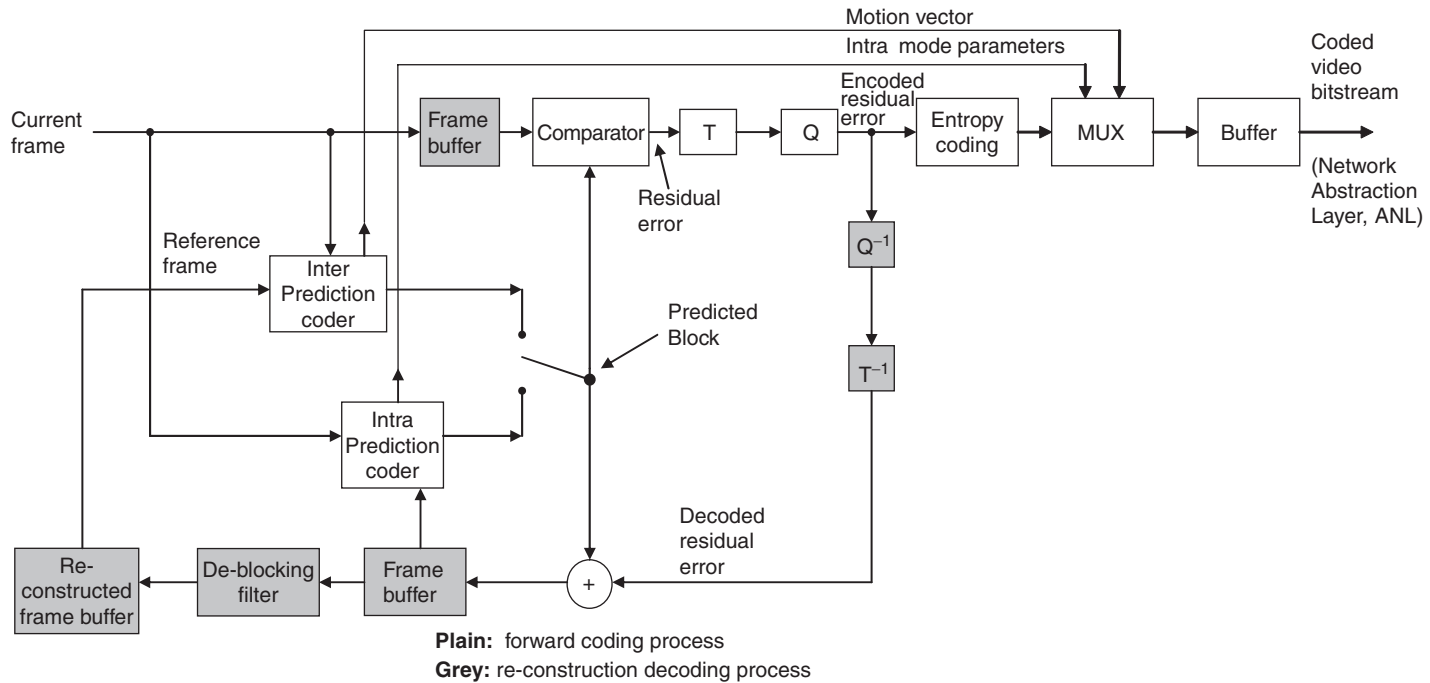 Motion vector
Intra mode parameters
Coded
video
bitstream
Current
frame
Frame
buffer
Comparator
T
Q
Encoded
residual
error
Entropy
coding
MUX
Buffer
(Network
Abstraction
Layer, ANL)
Residual
error
Reference
frame
Inter
Prediction
coder
Q⁻¹
Predicted
Block
T⁻¹
Intra
Prediction
coder
Decoded
residual
error
Re-
constructed
frame buffer
De-blocking
filter
Frame
buffer
+
Plain: forward coding process
Grey: re-construction decoding process